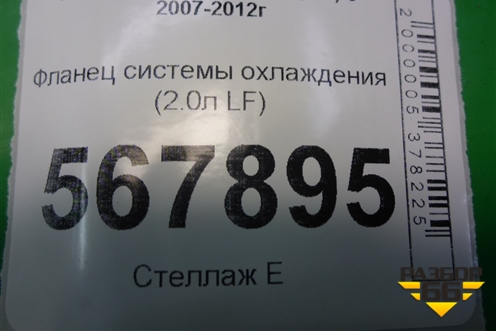 2007-2012г
Фланец системы охлаждения
(2.0л LF)
567895
Стеллаж Е
2000005378225
РАЗБОР
66